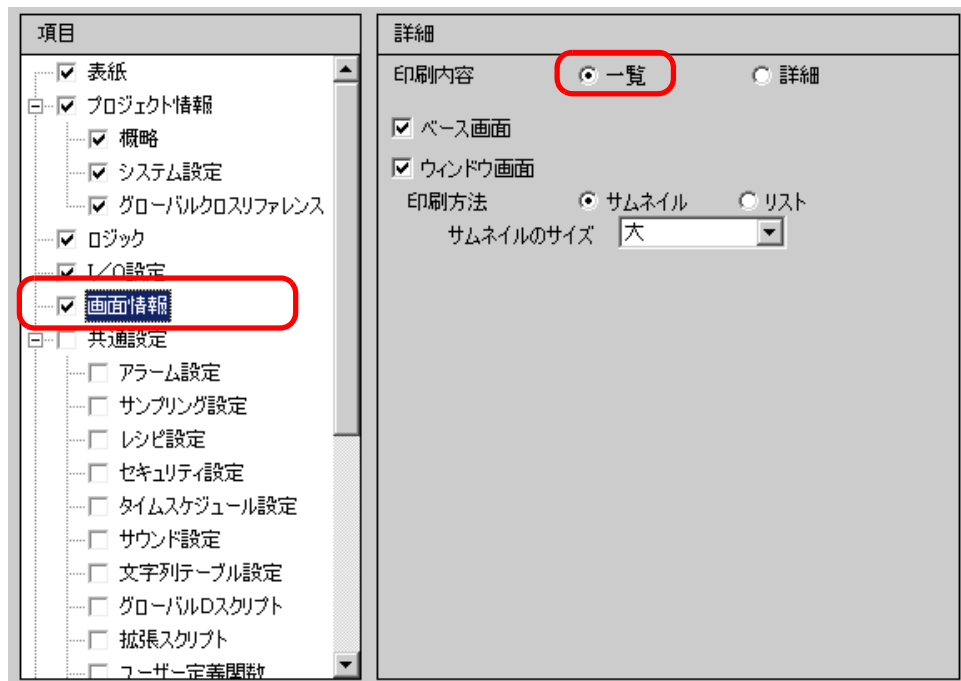 項目
表紙
プロジェクト情報
概略
システム設定
グローバルクロスリファレンス
ロジック
I/O設定
画面情報
共通設定
アラーム設定
サンプリング設定
レシピ設定
セキュリティ設定
タイムスケジュール設定
サウンド設定
文字列テーブル設定
グローバルDスクリプト
拡張スクリプト
ユーザー定義関数
詳細
印刷内容 一覧 詳細
ベース画面
ウィンドウ画面
印刷方法 サムネイル リスト
サムネイルのサイズ 大